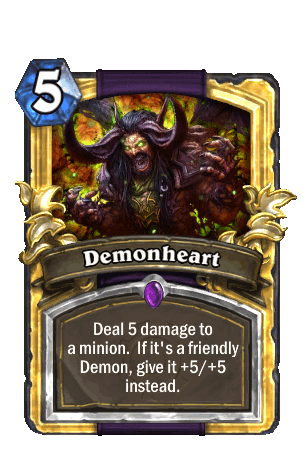 5
Demonheart
Deal 5 damage to
a minion. If it's a friendly
Demon, give it +5/+5
instead.